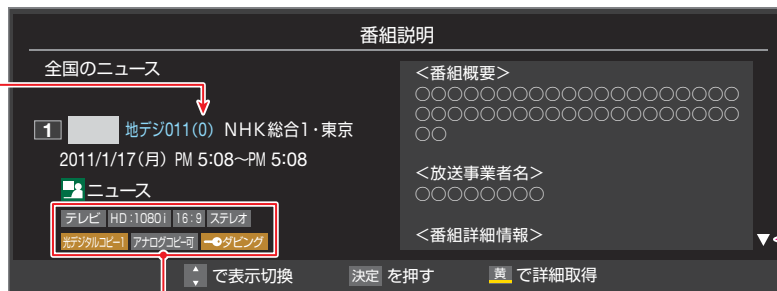 番組説明
全国のニュース
1 地デジ011(0) NHK総合1・東京
2011/1/17(月) PM 5:08～PM 5:08
ニュース
テレビ HD:1080i 16:9 ステレオ
光デジタルコピー1 アナログコピー可 ダビング
＜番組概要＞
○○○○○○○○○○○○○○○○○○○○
○○○○○○○○○○○○○○○○○○○○
○○
＜放送事業者名＞
○○○○○○○○
＜番組詳細情報＞
で表示切換 決定 を押す 黄 で詳細取得